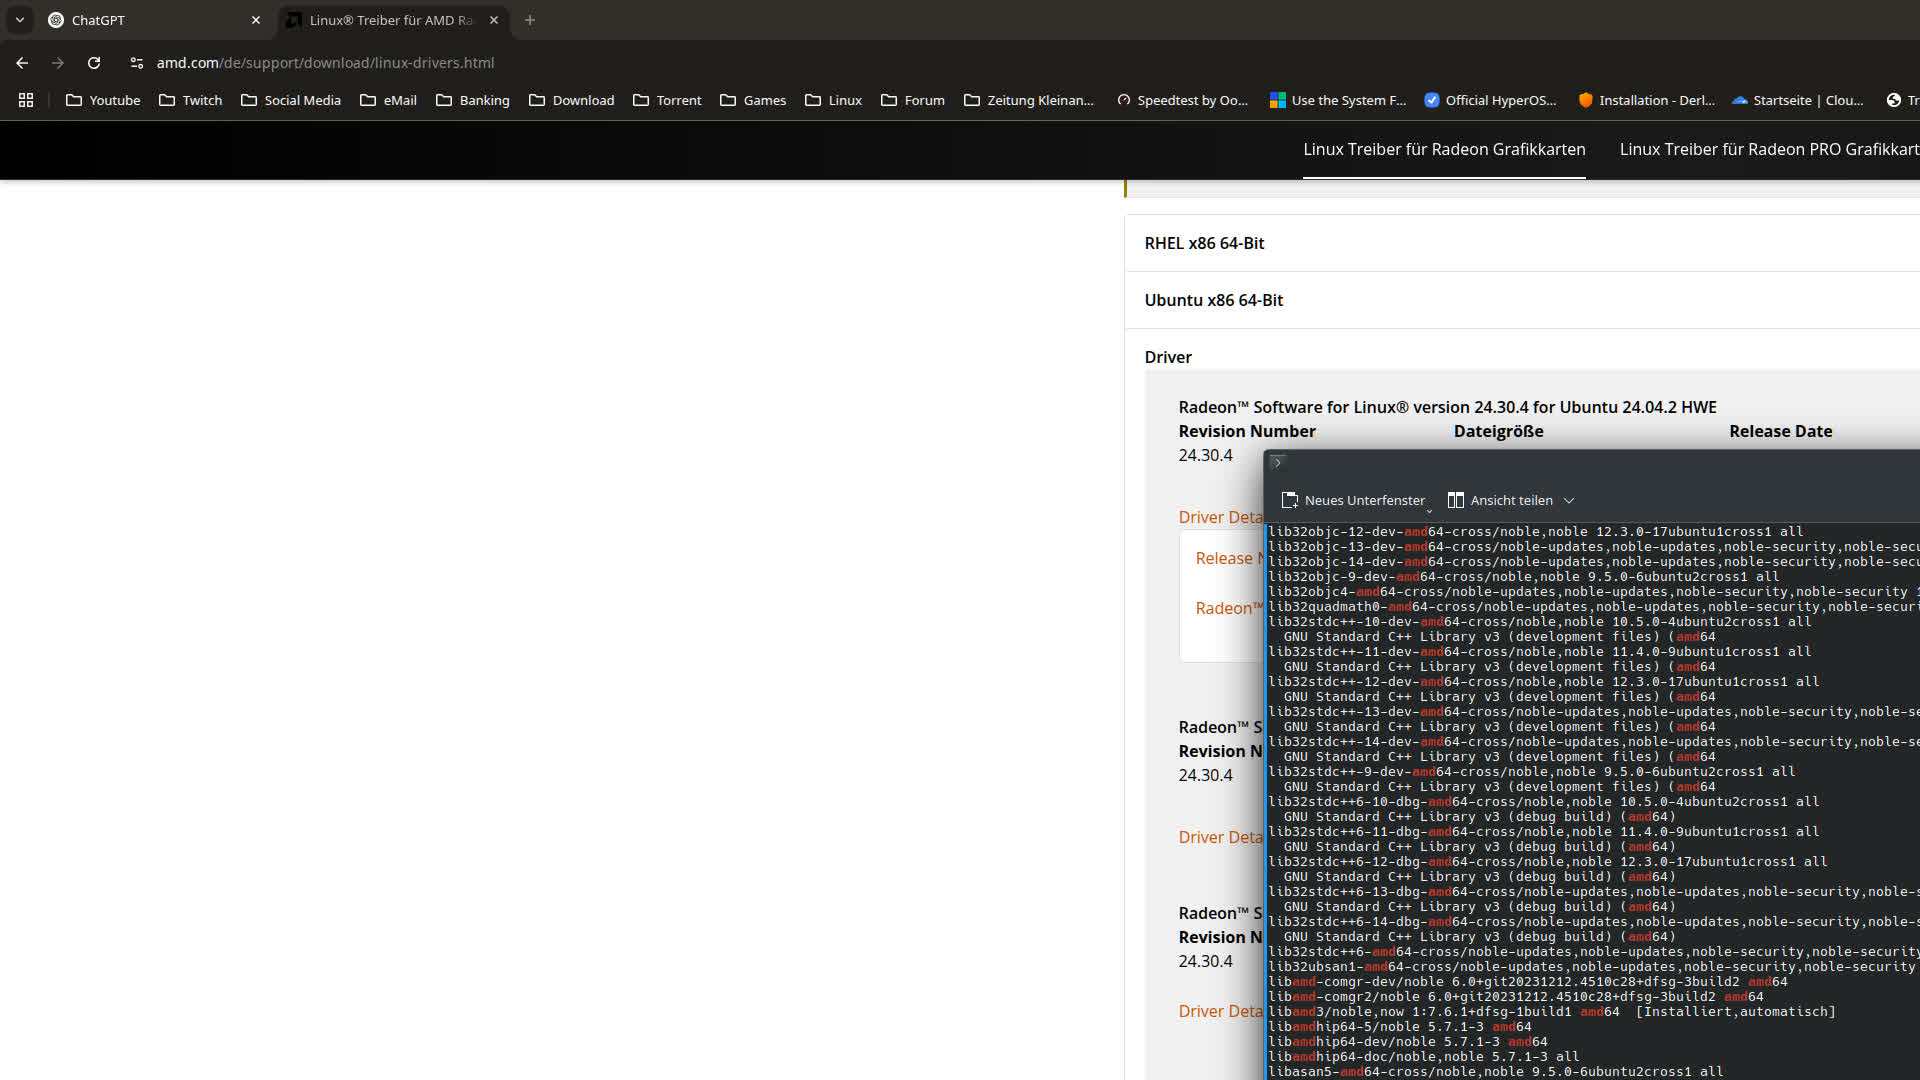 ChatGPT
Linux® Treiber für AMD Ra
amd.com/de/support/download/linux-drivers.html
Youtube
Twitch
Social Media
eMail
Banking
Download
Torrent
Games
Linux
Forum
Zeitung Kleinan...
Speedtest by Oo...
Use the System F...
Official HyperOS...
Installation - Derl...
Startseite | Clou...
Tr
Linux Treiber für Radeon Grafikkarten
Linux Treiber für Radeon PRO Grafikkart
RHEL x86 64-Bit
Ubuntu x86 64-Bit
Driver
Radeon™ Software for Linux® version 24.30.4 for Ubuntu 24.04.2 HWE
Revision Number Dateigröße Release Date
24.30.4
Driver Deta
Release N
Radeon™
Radeon™ S
Revision N
24.30.4
Driver Deta
Radeon™ S
Revision N
24.30.4
Driver Deta
Neues Unterfenster
Ansicht teilen
lib32objc-12-dev-amd64-cross/noble,noble 12.3.0-17ubuntu1cross1 all
lib32objc-13-dev-amd64-cross/noble-updates,noble-updates,noble-security,noble-secu
lib32objc-14-dev-amd64-cross/noble-updates,noble-updates,noble-security,noble-secu
lib32objc-9-dev-amd64-cross/noble,noble 9.5.0-6ubuntu2cross1 all
lib32objc4-amd64-cross/noble-updates,noble-updates,noble-security,noble-security 1
lib32quadmath0-amd64-cross/noble-updates,noble-updates,noble-security,noble-securi
lib32stdc++-10-dev-amd64-cross/noble,noble 10.5.0-4ubuntu2cross1 all
GNU Standard C++ Library v3 (development files) (amd64
lib32stdc++-11-dev-amd64-cross/noble,noble 11.4.0-9ubuntu1cross1 all
GNU Standard C++ Library v3 (development files) (amd64
lib32stdc++-12-dev-amd64-cross/noble,noble 12.3.0-17ubuntu1cross1 all
GNU Standard C++ Library v3 (development files) (amd64
lib32stdc++-13-dev-amd64-cross/noble-updates,noble-updates,noble-security,noble-se
GNU Standard C++ Library v3 (development files) (amd64
lib32stdc++-14-dev-amd64-cross/noble-updates,noble-updates,noble-security,noble-se
GNU Standard C++ Library v3 (development files) (amd64
lib32stdc++-9-dev-amd64-cross/noble,noble 9.5.0-6ubuntu2cross1 all
GNU Standard C++ Library v3 (development files) (amd64
lib32stdc++6-10-dbg-amd64-cross/noble,noble 10.5.0-4ubuntu2cross1 all
GNU Standard C++ Library v3 (debug build) (amd64)
lib32stdc++6-11-dbg-amd64-cross/noble,noble 11.4.0-9ubuntu1cross1 all
GNU Standard C++ Library v3 (debug build) (amd64)
lib32stdc++6-12-dbg-amd64-cross/noble,noble 12.3.0-17ubuntu1cross1 all
GNU Standard C++ Library v3 (debug build) (amd64)
lib32stdc++6-13-dbg-amd64-cross/noble-updates,noble-updates,noble-security,noble-s
GNU Standard C++ Library v3 (debug build) (amd64)
lib32stdc++6-14-dbg-amd64-cross/noble-updates,noble-updates,noble-security,noble-s
GNU Standard C++ Library v3 (debug build) (amd64)
lib32stdc++6-amd64-cross/noble-updates,noble-updates,noble-security,noble-security
lib32ubsan1-amd64-cross/noble-updates,noble-updates,noble-security,noble-security
libamd-comgr-dev/noble 6.0+git20231212.4510c28+dfsg-3build2 amd64
libamd-comgr2/noble 6.0+git20231212.4510c28+dfsg-3build2 amd64
libamd3/noble,now 1:7.6.1+dfsg-1build1 amd64  [Installiert,automatisch]
libamdhip64-5/noble 5.7.1-3 amd64
libamdhip64-dev/noble 5.7.1-3 amd64
libamdhip64-doc/noble,noble 5.7.1-3 all
libasan5-amd64-cross/noble,noble 9.5.0-6ubuntu2cross1 all